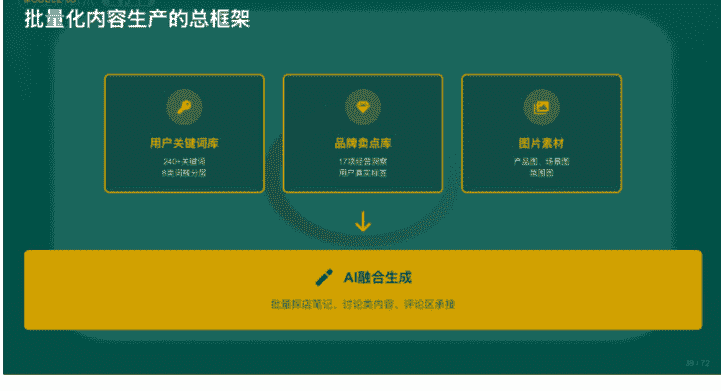 批量化内容生产的总框架
用户关键词库
240+关键词
8类词簇分层
品牌卖点库
17项经营洞察
用户真实标签
图片素材
产品图、场景图
氛围图
AI融合生成
批量探店笔记、讨论类内容、评论区承接
39 / 72